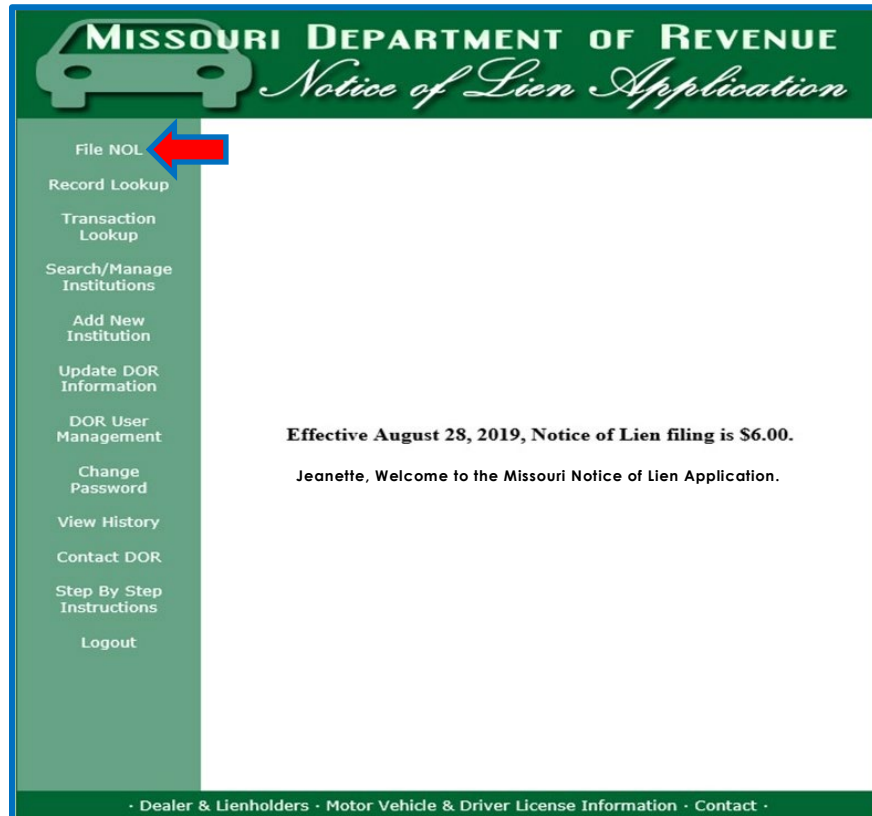 MISSOURI DEPARTMENT OF REVENUE
Notice of Lien Application
File NOL
Record Lookup
Transaction
Lookup
Search/Manage
Institutions
Add New
Institution
Update DOR
Information
DOR User
Management
Change
Password
View History
Contact DOR
Step By Step
Instructions
Logout
Effective August 28, 2019, Notice of Lien filing is $6.00.
Jeanette, Welcome to the Missouri Notice of Lien Application.
· Dealer & Lienholders · Motor Vehicle & Driver License Information · Contact ·